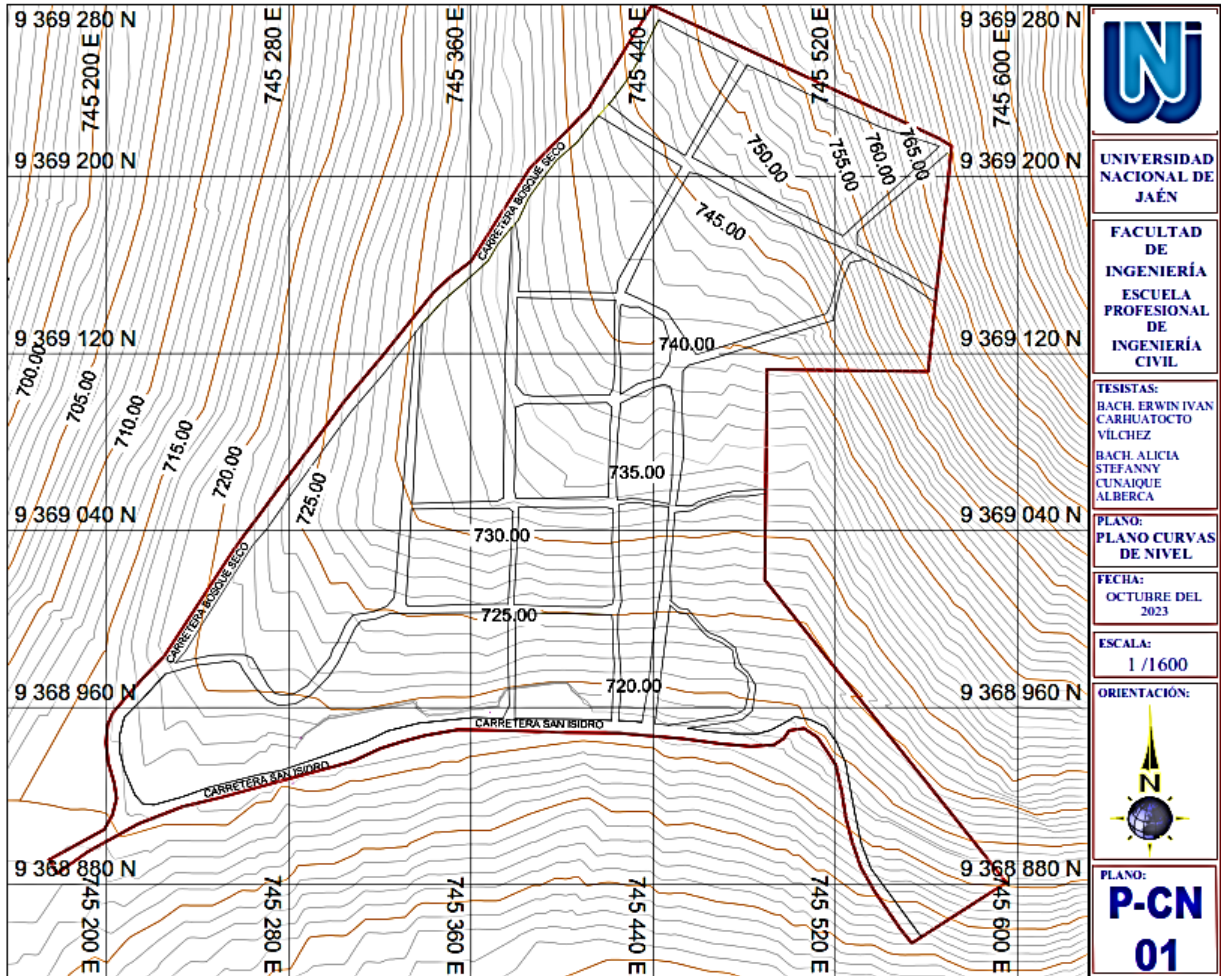 9 369 280 N
745 200 E
745 280 E
745 360 E
745 440 E
745 520 E
745 600 E
9 369 280 N
9 369 200 N
9 369 200 N
CARRETERA BOSQUE SECO
750.00
755.00
760.00
765.00
745.00
9 369 120 N
740.00
9 369 120 N
700.00
705.00
710.00
715.00
720.00
725.00
735.00
9 369 040 N
730.00
9 369 040 N
CARRETERA BOSQUE SECO
725.00
9 368 960 N
720.00
9 368 960 N
CARRETERA SAN ISIDRO
CARRETERA SAN ISIDRO
9 368 880 N
9 368 880 N
745 200 E
745 280 E
745 360 E
745 440 E
745 520 E
745 600 E
UNJ
UNIVERSIDAD
NACIONAL DE
JAÉN
FACULTAD
DE
INGENIERÍA
ESCUELA
PROFESIONAL
DE
INGENIERÍA
CIVIL
TESISTAS:
BACH. ERWIN IVAN
CARHUATOCTO
VÍLCHEZ
BACH. ALICIA
STEFANNY
CUNAIQUE
ALBERCA
PLANO:
PLANO CURVAS
DE NIVEL
FECHA:
OCTUBRE DEL
2023
ESCALA:
1 /1600
ORIENTACIÓN:
N
PLANO:
P-CN
01